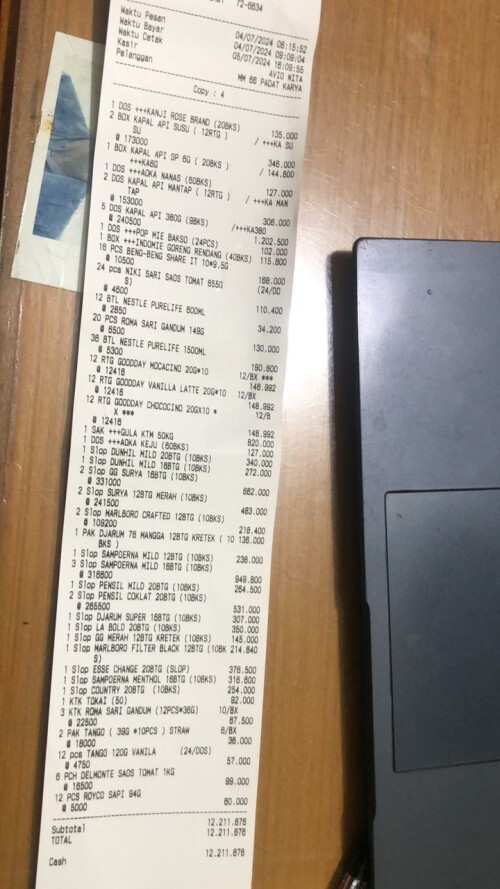 72-6634
Waktu Pesan 04/07/2024 08:15:52
Waktu Bayar 04/07/2024 09:09:04
Waktu Cetak 05/07/2024 16:09:55
Kasir AVID NITA
Pelanggan MM 66 PADAT KARYA
Copy : 4
1 DOS +++KANJI ROSE BRAND (20BKS) 135.000
2 BOX KAPAL API SUSU ( 12RTG ) / +++KA SU
SU
@ 173000 346.000
1 BOX KAPAL API SP 6G ( 20BKS ) / 144.800
+++KA6G
1 DOS +++AOKA NANAS (60BKS) 127.000
2 DOS KAPAL API MANTAP ( 12RTG ) / +++KA MAN
TAP
@ 153000 306.000
5 DOS KAPAL API 380G (9BKS) /+++KA380
@ 240500 1.202.500
1 DOS +++POP MIE BAKSO (24PCS) 102.000
1 BOX +++INDOMIE GORENG RENDANG (40BKS) 115.800
16 PCS BENG-BENG SHARE IT 10*9.5G
@ 10500 168.000
24 pcs NIKI SARI SAOS TOMAT 6550 (24/DO
S)
@ 4600 110.400
12 BTL NESTLE PURELIFE 600ML
@ 2850 34.200
20 PCS ROMA SARI GANDUM 149G
@ 6500 130.000
36 BTL NESTLE PURELIFE 1500ML
@ 5300 190.800
12 RTG GOODDAY MOCACINO 20G*10 12/BX ***
@ 12416 148.992
12 RTG GOODDAY VANILLA LATTE 20G*10 12/BX
@ 12416 148.992
12 RTG GOODDAY CHOCOCINO 20GX10 * 12/B
X ***
@ 12416 148.992
1 SAK +++GULA KTM 50KG 820.000
1 DOS +++AOKA KEJU (60BKS) 127.000
1 Slop DUNHIL MILD 20BTG (10BKS) 340.000
1 Slop DUNHIL MILD 16BTG (10BKS) 272.000
2 Slop GG SURYA 16BTG (10BKS)
@ 331000 662.000
2 Slop SURYA 12BTG MERAH (10BKS)
@ 241500 483.000
2 Slop MARLBORO CRAFTED 12BTG (10BKS)
@ 109200 218.400
1 PAK DJARUM 76 MANGGA 12BTG KRETEK ( 10 136.000
BKS )
1 Slop SAMPOERNA MILD 12BTG (10BKS) 236.000
3 Slop SAMPOERNA MILD 16BTG (10BKS)
@ 316600 949.800
1 Slop PENSIL MILD 20BTG (10BKS) 264.500
2 Slop PENSIL COKLAT 20BTG (10BKS)
@ 265500 531.000
1 Slop DJARUM SUPER 16BTG (10BKS) 307.000
1 Slop LA BOLD 20BTG (10BKS) 350.000
1 Slop GG MERAH 12BTG KRETEK (10BKS) 145.000
1 Slop MARLBORO FILTER BLACK 12BTG (10BK 214.840
S)
1 Slop ESSE CHANGE 20BTG (SLOP) 376.500
1 Slop SAMPOERNA MENTHOL 16BTG (10BKS) 316.600
1 Slop COUNTRY 20BTG (10BKS) 254.000
1 KTK TOKAI (50) 92.000
3 KTK ROMA SARI GANDUM (12PCS*36G) 10/BX
@ 22500 67.500
2 PAK TANGO ( 39G *10PCS ) STRAW 6/BX
@ 18000 36.000
12 pcs TANGO 120G VANILA (24/DOS)
@ 4750 57.000
6 PCH DELMONTE SAOS TOMAT 1KG
@ 16500 99.000
12 PCS ROYCO SAPI 94G
@ 5000 60.000
Subtotal 12.211.876
TOTAL 12.211.876
Cash 12.211.876